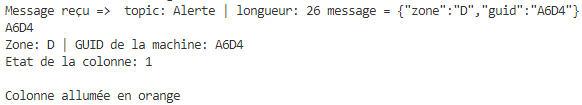 Message reçu =>  topic: Alerte | longueur: 26 message = {"zone":"D","guid":"A6D4"}
A6D4
Zone: D | GUID de la machine: A6D4
Etat de la colonne: 1
Colonne allumée en orange